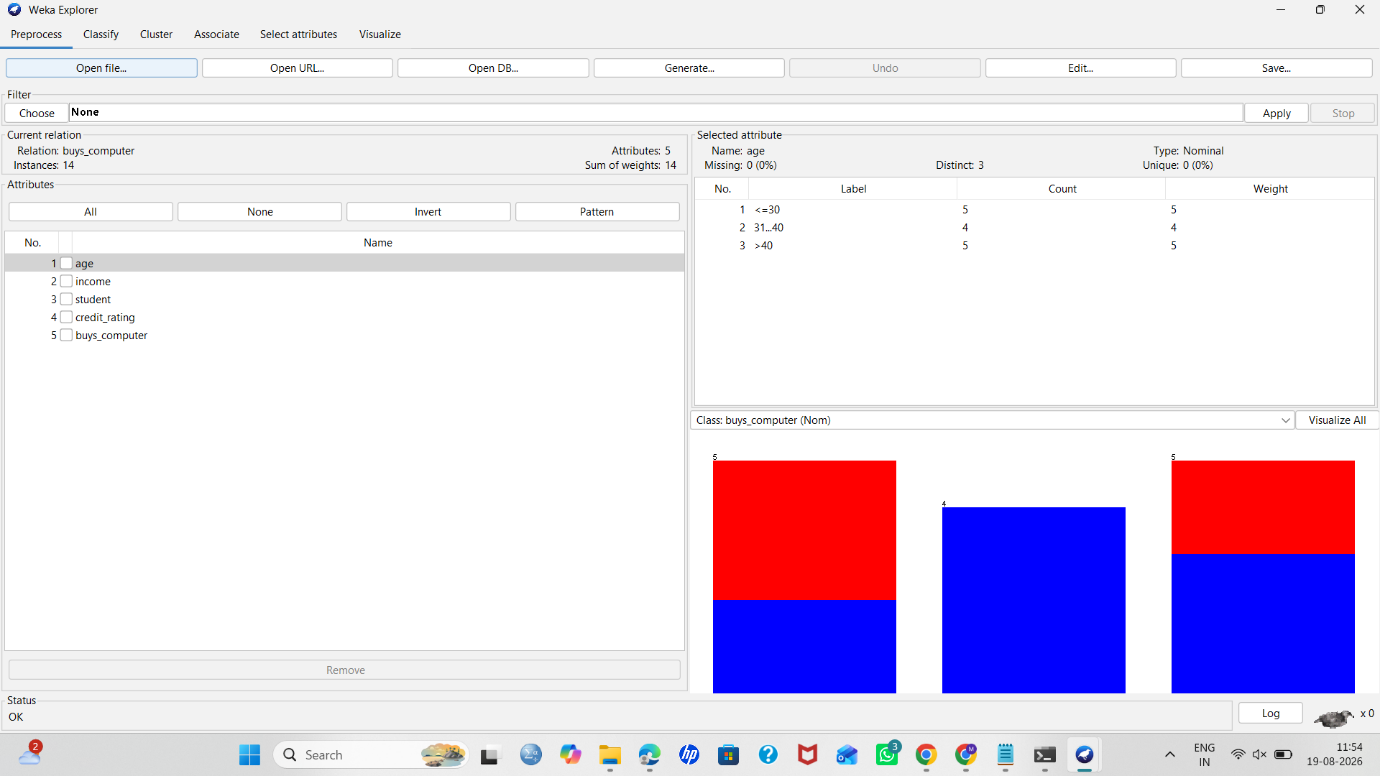 Weka Explorer
Preprocess Classify Cluster Associate Select attributes Visualize
Open file... Open URL... Open DB... Generate... Undo Edit... Save...
Filter
Choose None Apply Stop
Current relation
Relation: buys_computer Attributes: 5
Instances: 14 Sum of weights: 14
Attributes
All None Invert Pattern
No. Name
1 age
2 income
3 student
4 credit_rating
5 buys_computer
Remove
Selected attribute
Name: age Type: Nominal
Missing: 0 (0%) Distinct: 3 Unique: 0 (0%)
No. Label Count Weight
1 <=30 5 5
2 31...40 4 4
3 >40 5 5
Class: buys_computer (Nom) Visualize All
5 4 5
Status
OK
Log x 0
2 Search hp 3 M ENG 11:54
IN 19-08-2026